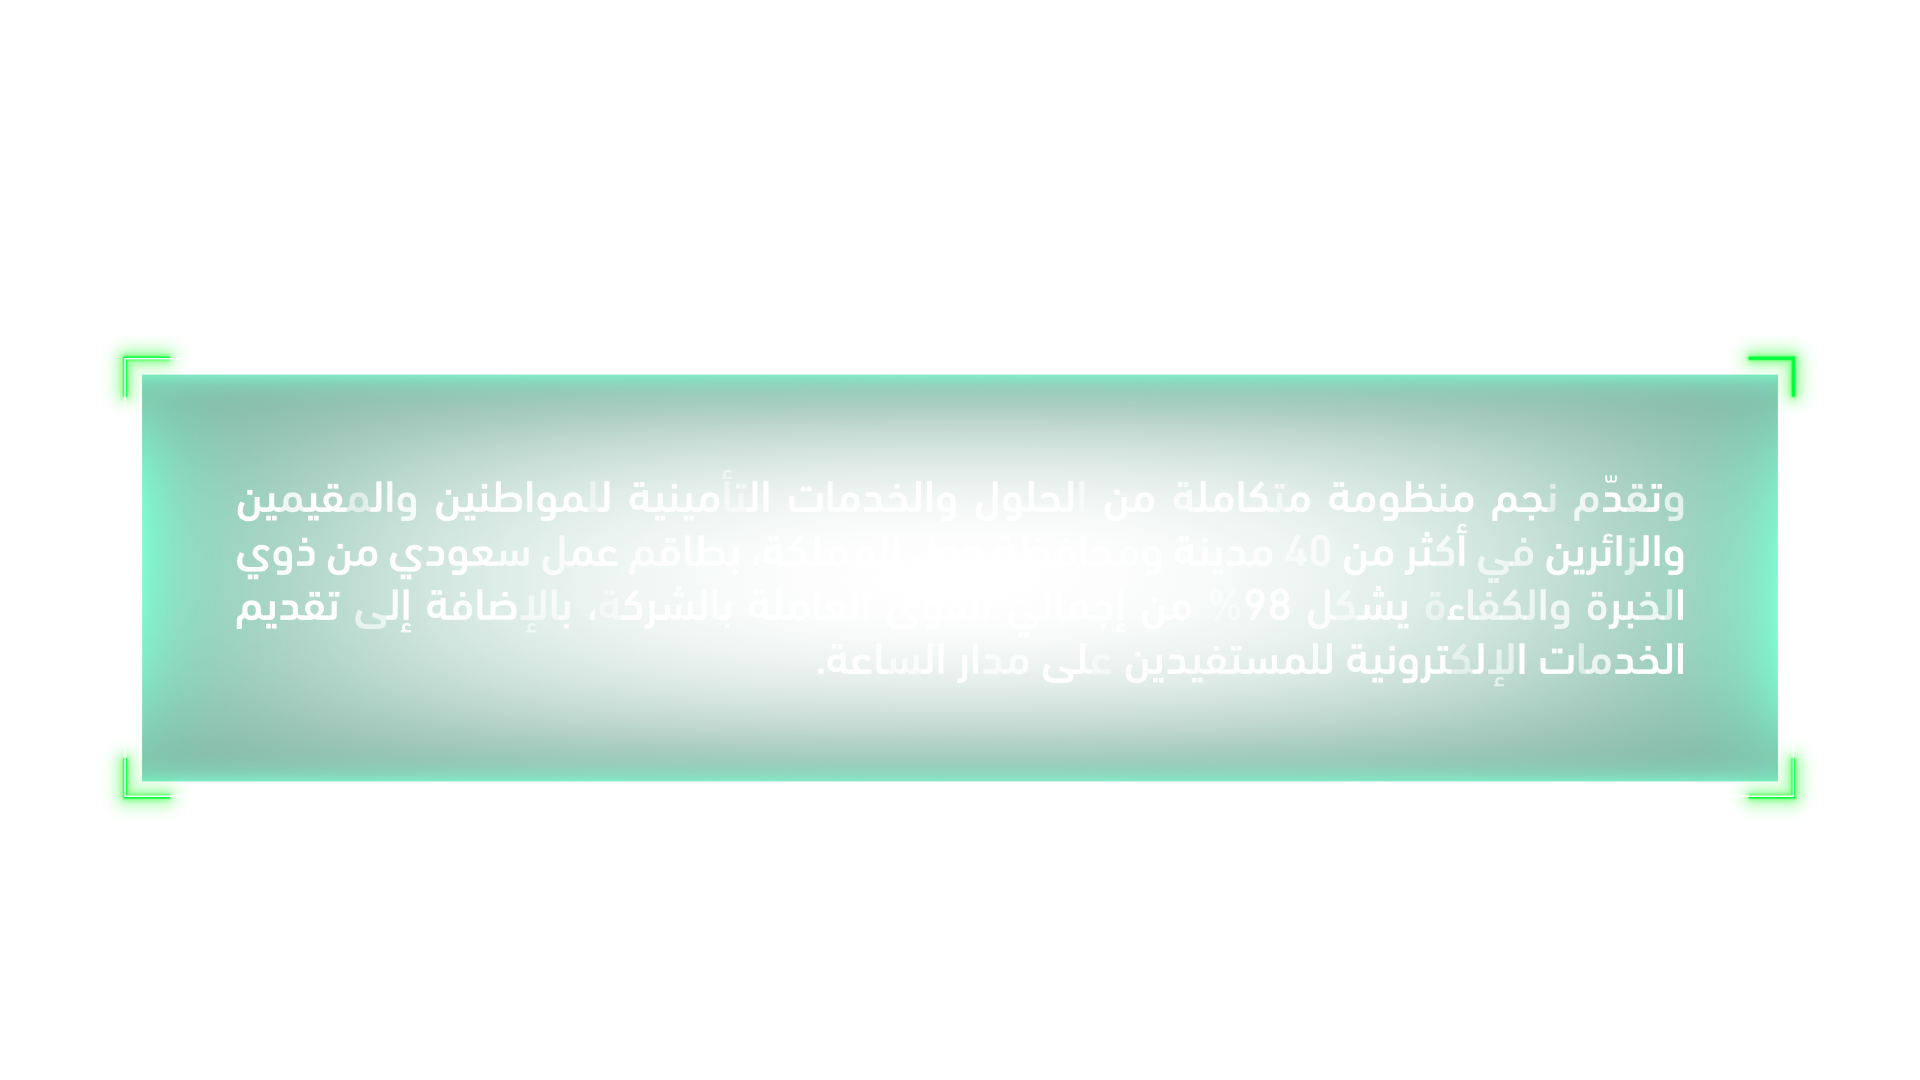 وتقدّم نجم منظومة متكاملة من الحلول والخدمات التأمينية للمواطنين والمقيمين
والزائرين في أكثر من 40 مدينة ومحافظة المملكة، بطاقم عمل سعودي من ذوي
الخبرة والكفاءة يشكل 98% من إجمالي القوى العاملة بالشركة، بالإضافة إلى تقديم
الخدمات الإلكترونية للمستفيدين على مدار الساعة.